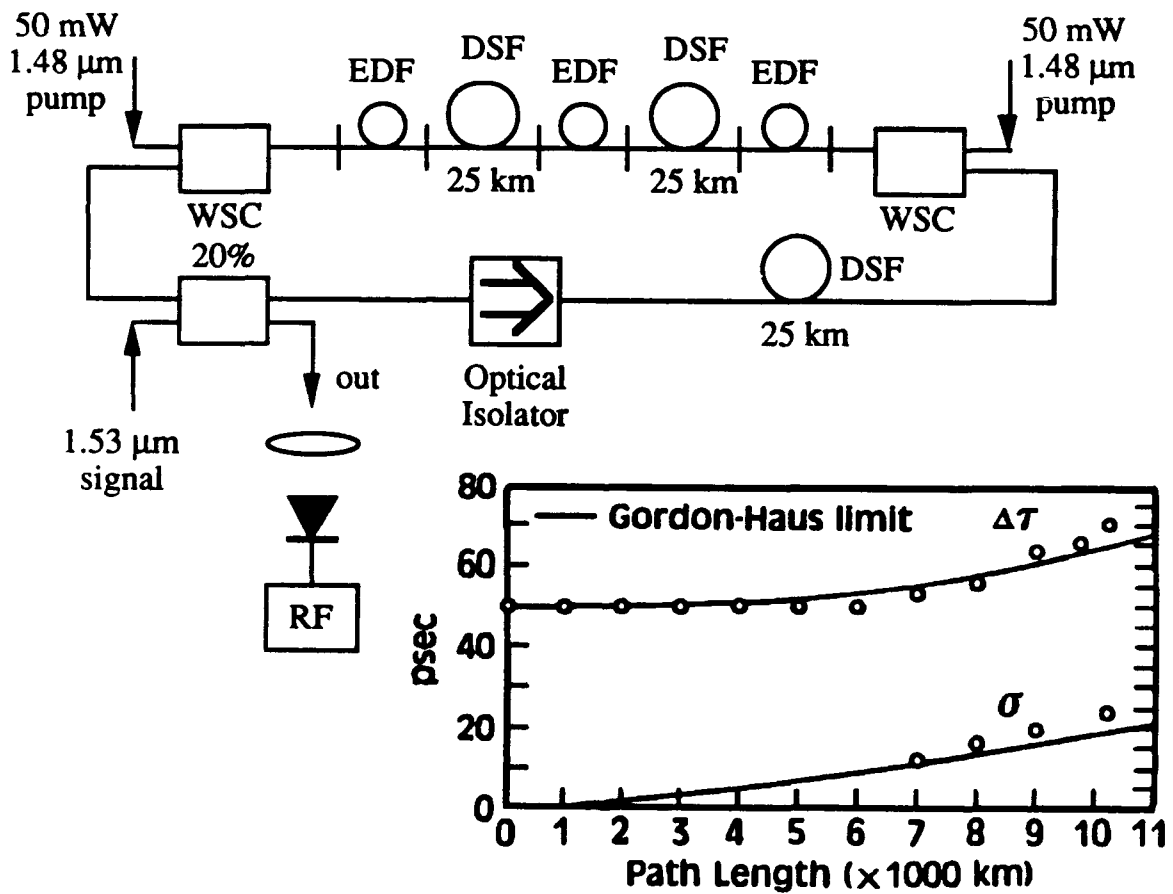 50 mW
1.48 μm
pump
EDF
DSF
EDF
DSF
EDF
50 mW
1.48 μm
pump
25 km
25 km
WSC
WSC
20%
DSF
25 km
out
Optical
Isolator
1.53 μm
signal
RF
Gordon-Haus limit
Δτ
σ
psec
80
60
40
20
0
0 1 2 3 4 5 6 7 8 9 10 11
Path Length (x1000 km)